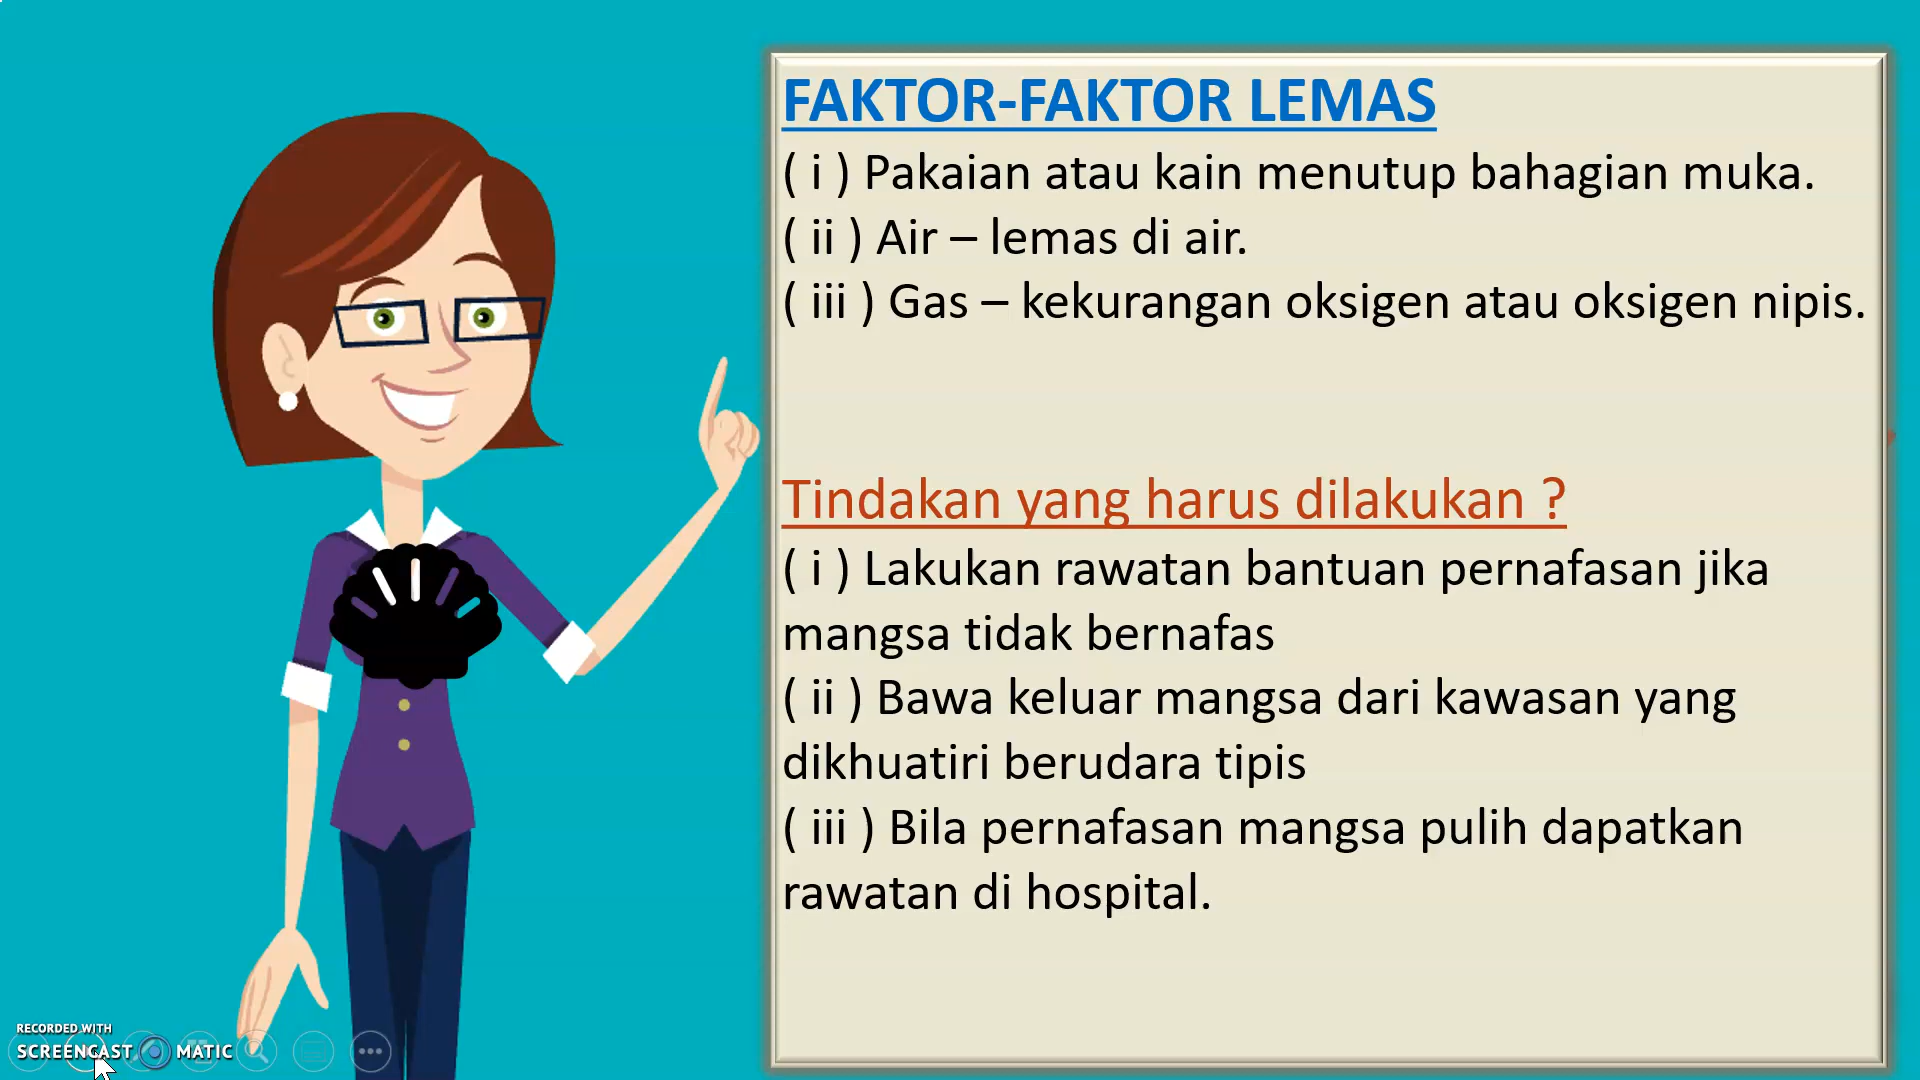 FAKTOR-FAKTOR LEMAS
( i ) Pakaian atau kain menutup bahagian muka.
( ii ) Air – lemas di air.
( iii ) Gas – kekurangan oksigen atau oksigen nipis.
Tindakan yang harus dilakukan ?
( i ) Lakukan rawatan bantuan pernafasan jika
mangsa tidak bernafas
( ii ) Bawa keluar mangsa dari kawasan yang
dikhuatiri berudara tipis
( iii ) Bila pernafasan mangsa pulih dapatkan
rawatan di hospital.
RECORDED WITH
SCREENCAST MATIC